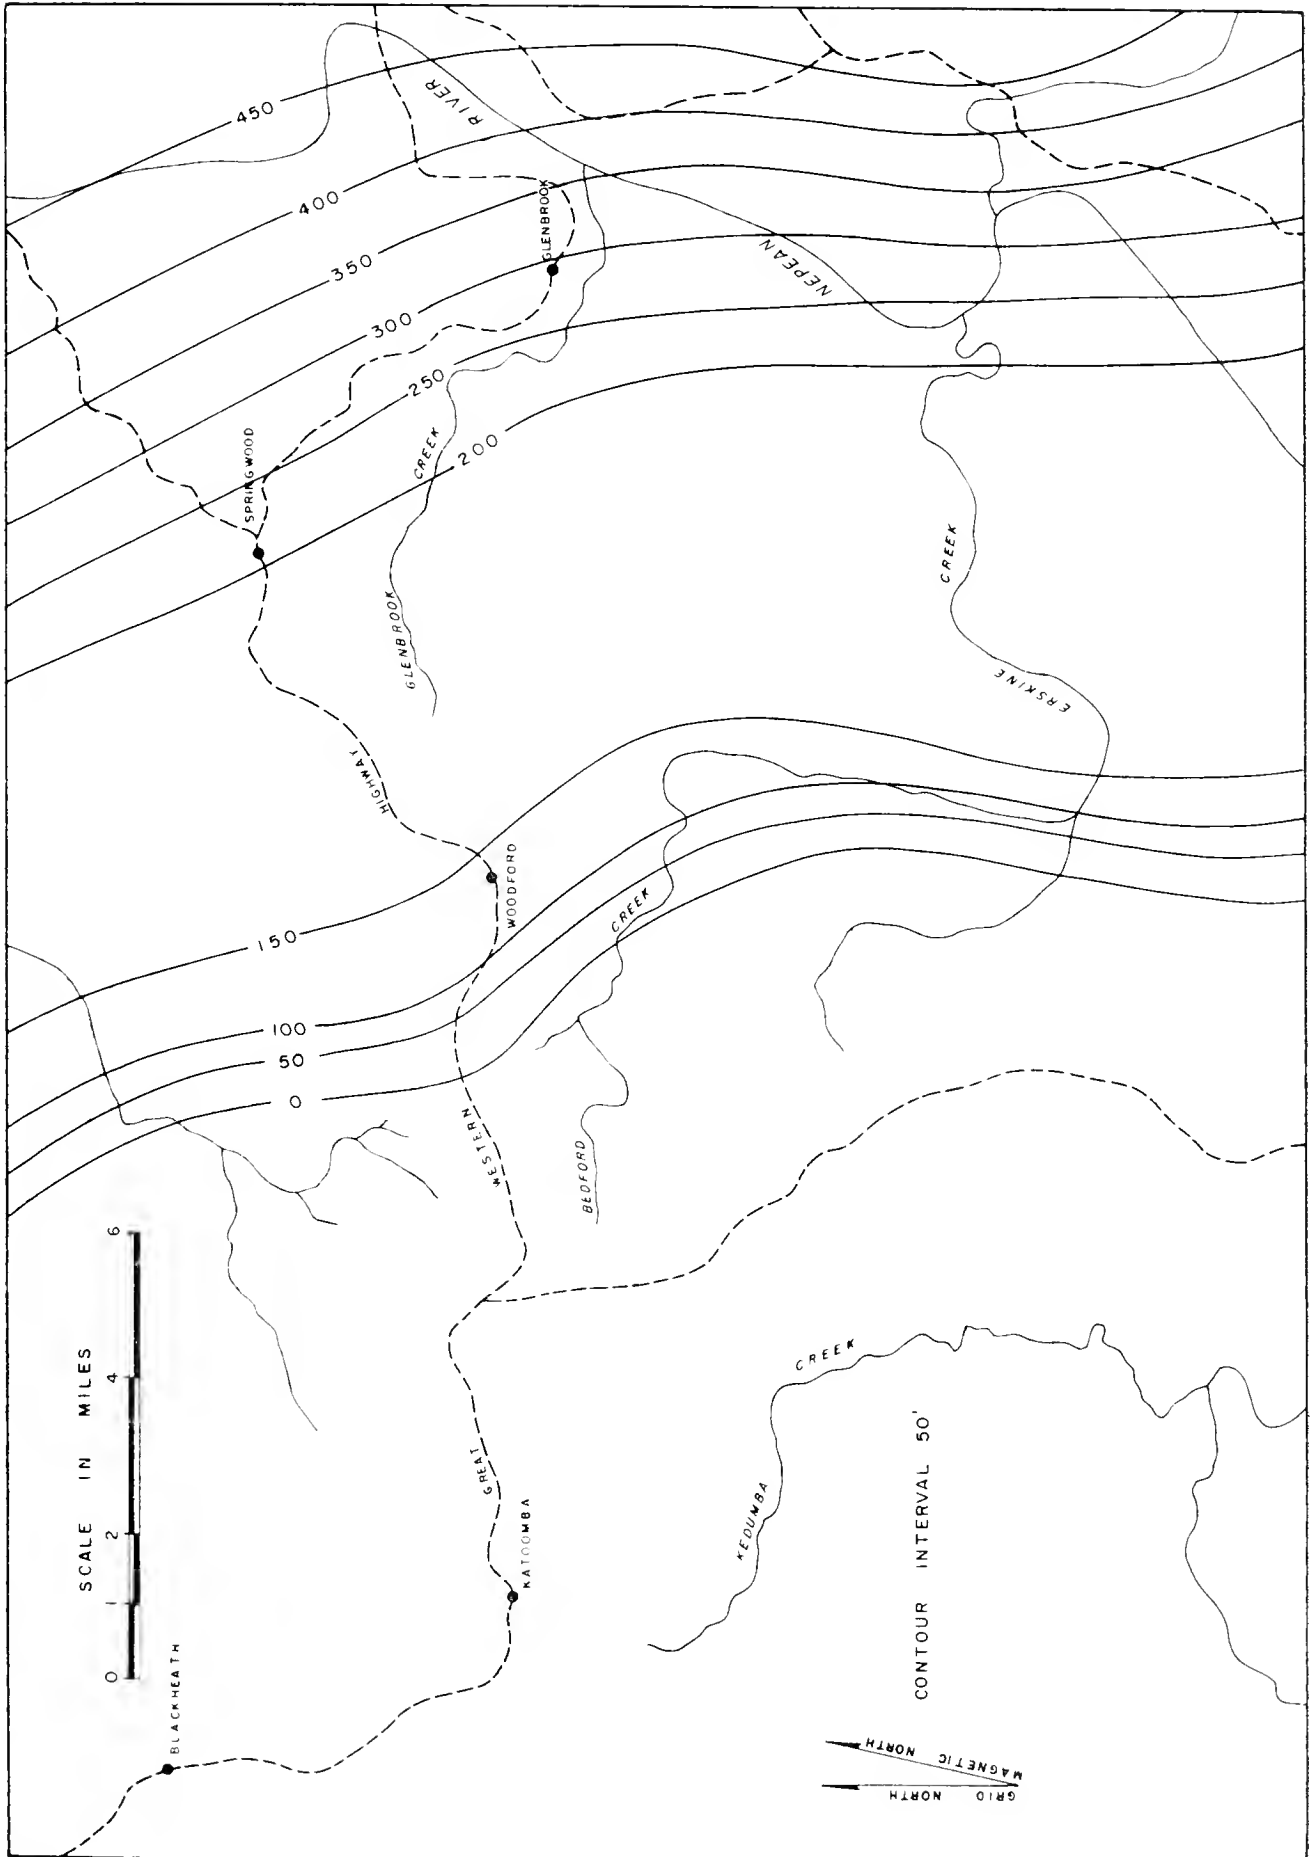 SCALE IN MILES
0 1 2 4 6
BLACKHEATH
KATOOMBA
GREAT
WESTERN
HIGHWAY
WOODFORD
SPRINGWOOD
GLENBROOK
RIVER
NEPEAN
GLENBROOK
CREEK
ERSKINE
CREEK
BEDFORD
CREEK
KEDUMBA
CREEK
0
50
100
150
200
250
300
350
400
450
CONTOUR INTERVAL 50'
GRID NORTH
MAGNETIC NORTH